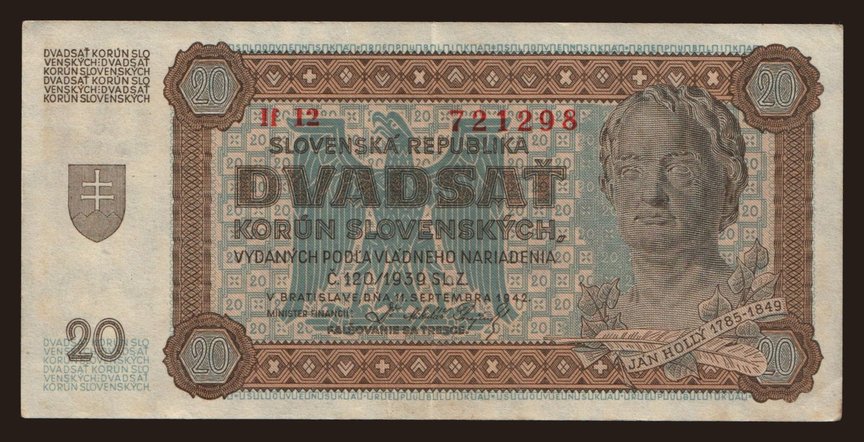 DVADSAŤ KORÚN SLO
VENSKÝCH:DVADSAŤ
KORÚN SLOVENSKÝCH
DVADSAŤ KORÚN SLO
VENSKÝCH:DVADSAŤ
KORÚN SLOVENSKÝCH
20
20
If 12 721298
SLOVENSKÁ REPUBLIKA
DVADSAŤ
KORÚN SLOVENSKÝCH,,
VYDANÝCH PODĽA VLÁDNEHO NARIADENIA
Č.120/1939 SL.Z.
V BRATISLAVE, DŇA 11. SEPTEMBRA 1942.
MINISTER FINANCIÍ:
FALŠOVANIE SA TRESCE.
JÁN HOLLÝ 1785-1849
20
20
20
DVADSAŤ KORÚN SLO
VENSKÝCH:DVADSAŤ
KORÚN SLOVENSKÝCH
DVADSAŤ KORÚN SLO
VENSKÝCH:DVADSAŤ
KORÚN SLOVENSKÝCH